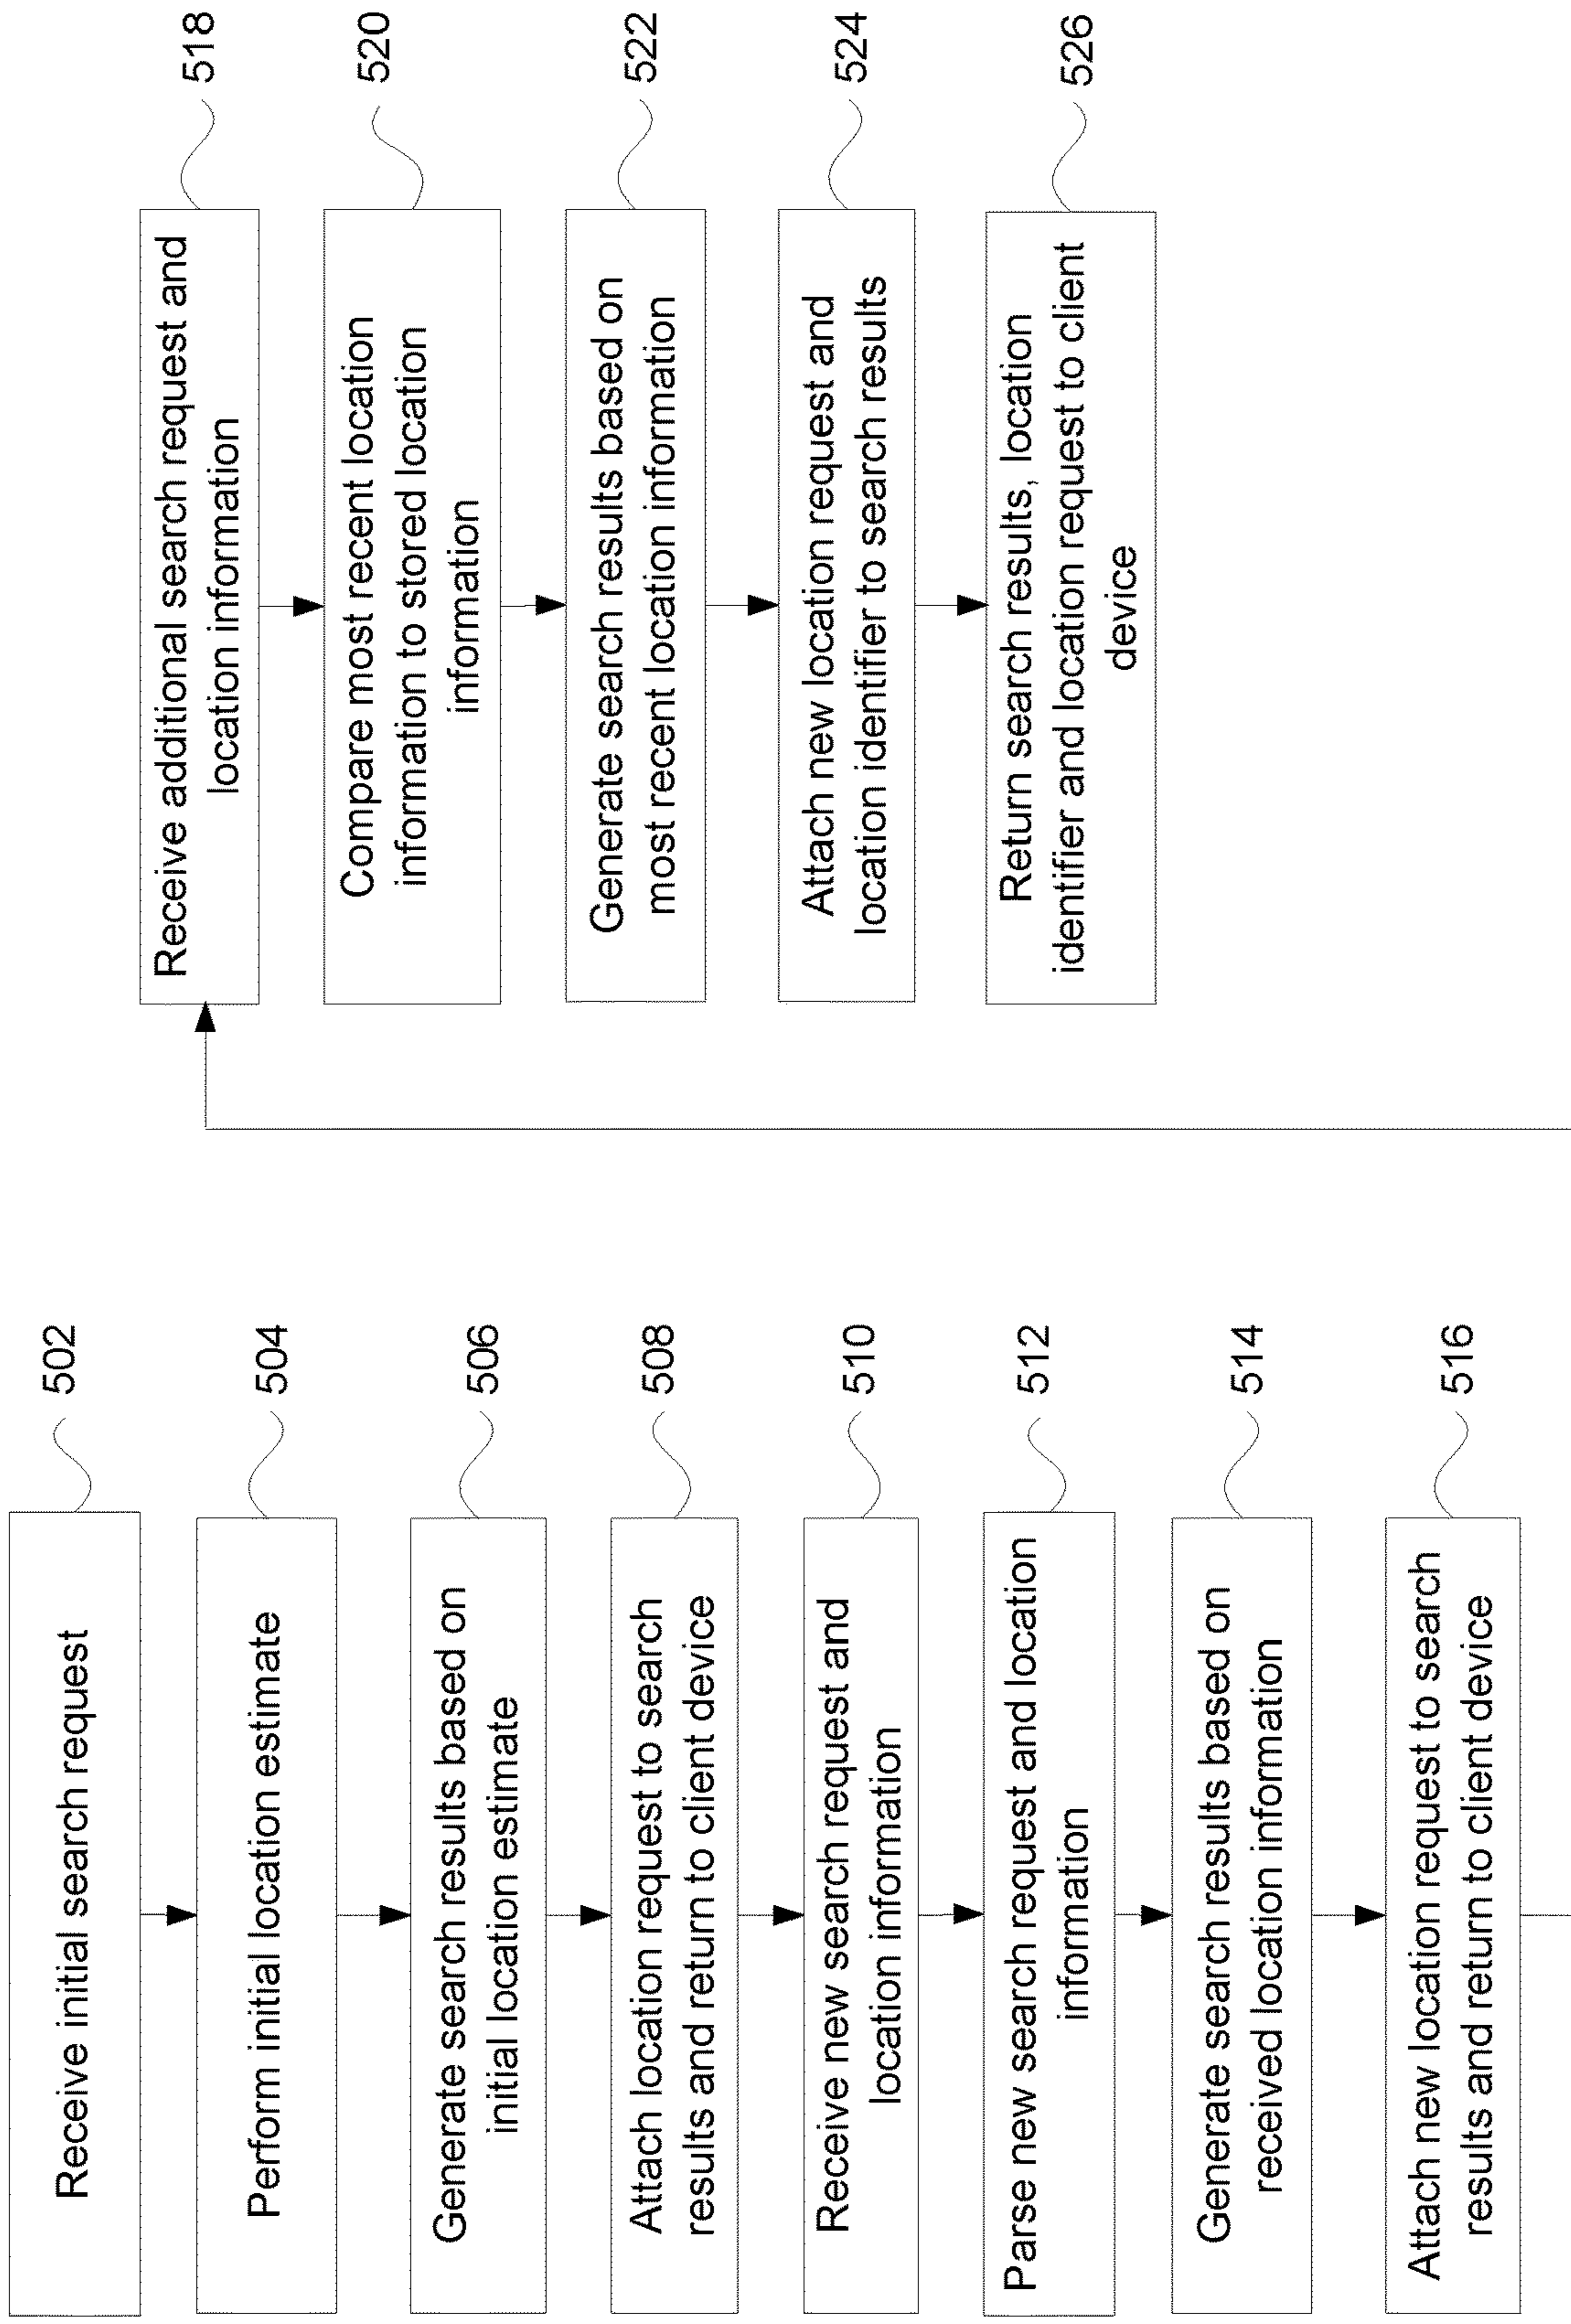 Receive initial search request
502
Perform initial location estimate
504
Generate search results based on
initial location estimate
506
Attach location request to search
results and return to client device
508
Receive new search request and
location information
510
Parse new search request and location
information
512
Generate search results based on
received location information
514
Attach new location request to search
results and return to client device
516
Receive additional search request and
location information
518
Compare most recent location
information to stored location
information
520
Generate search results based on
most recent location information
522
Attach new location request and
location identifier to search results
524
Return search results, location
identifier and location request to client
device
526